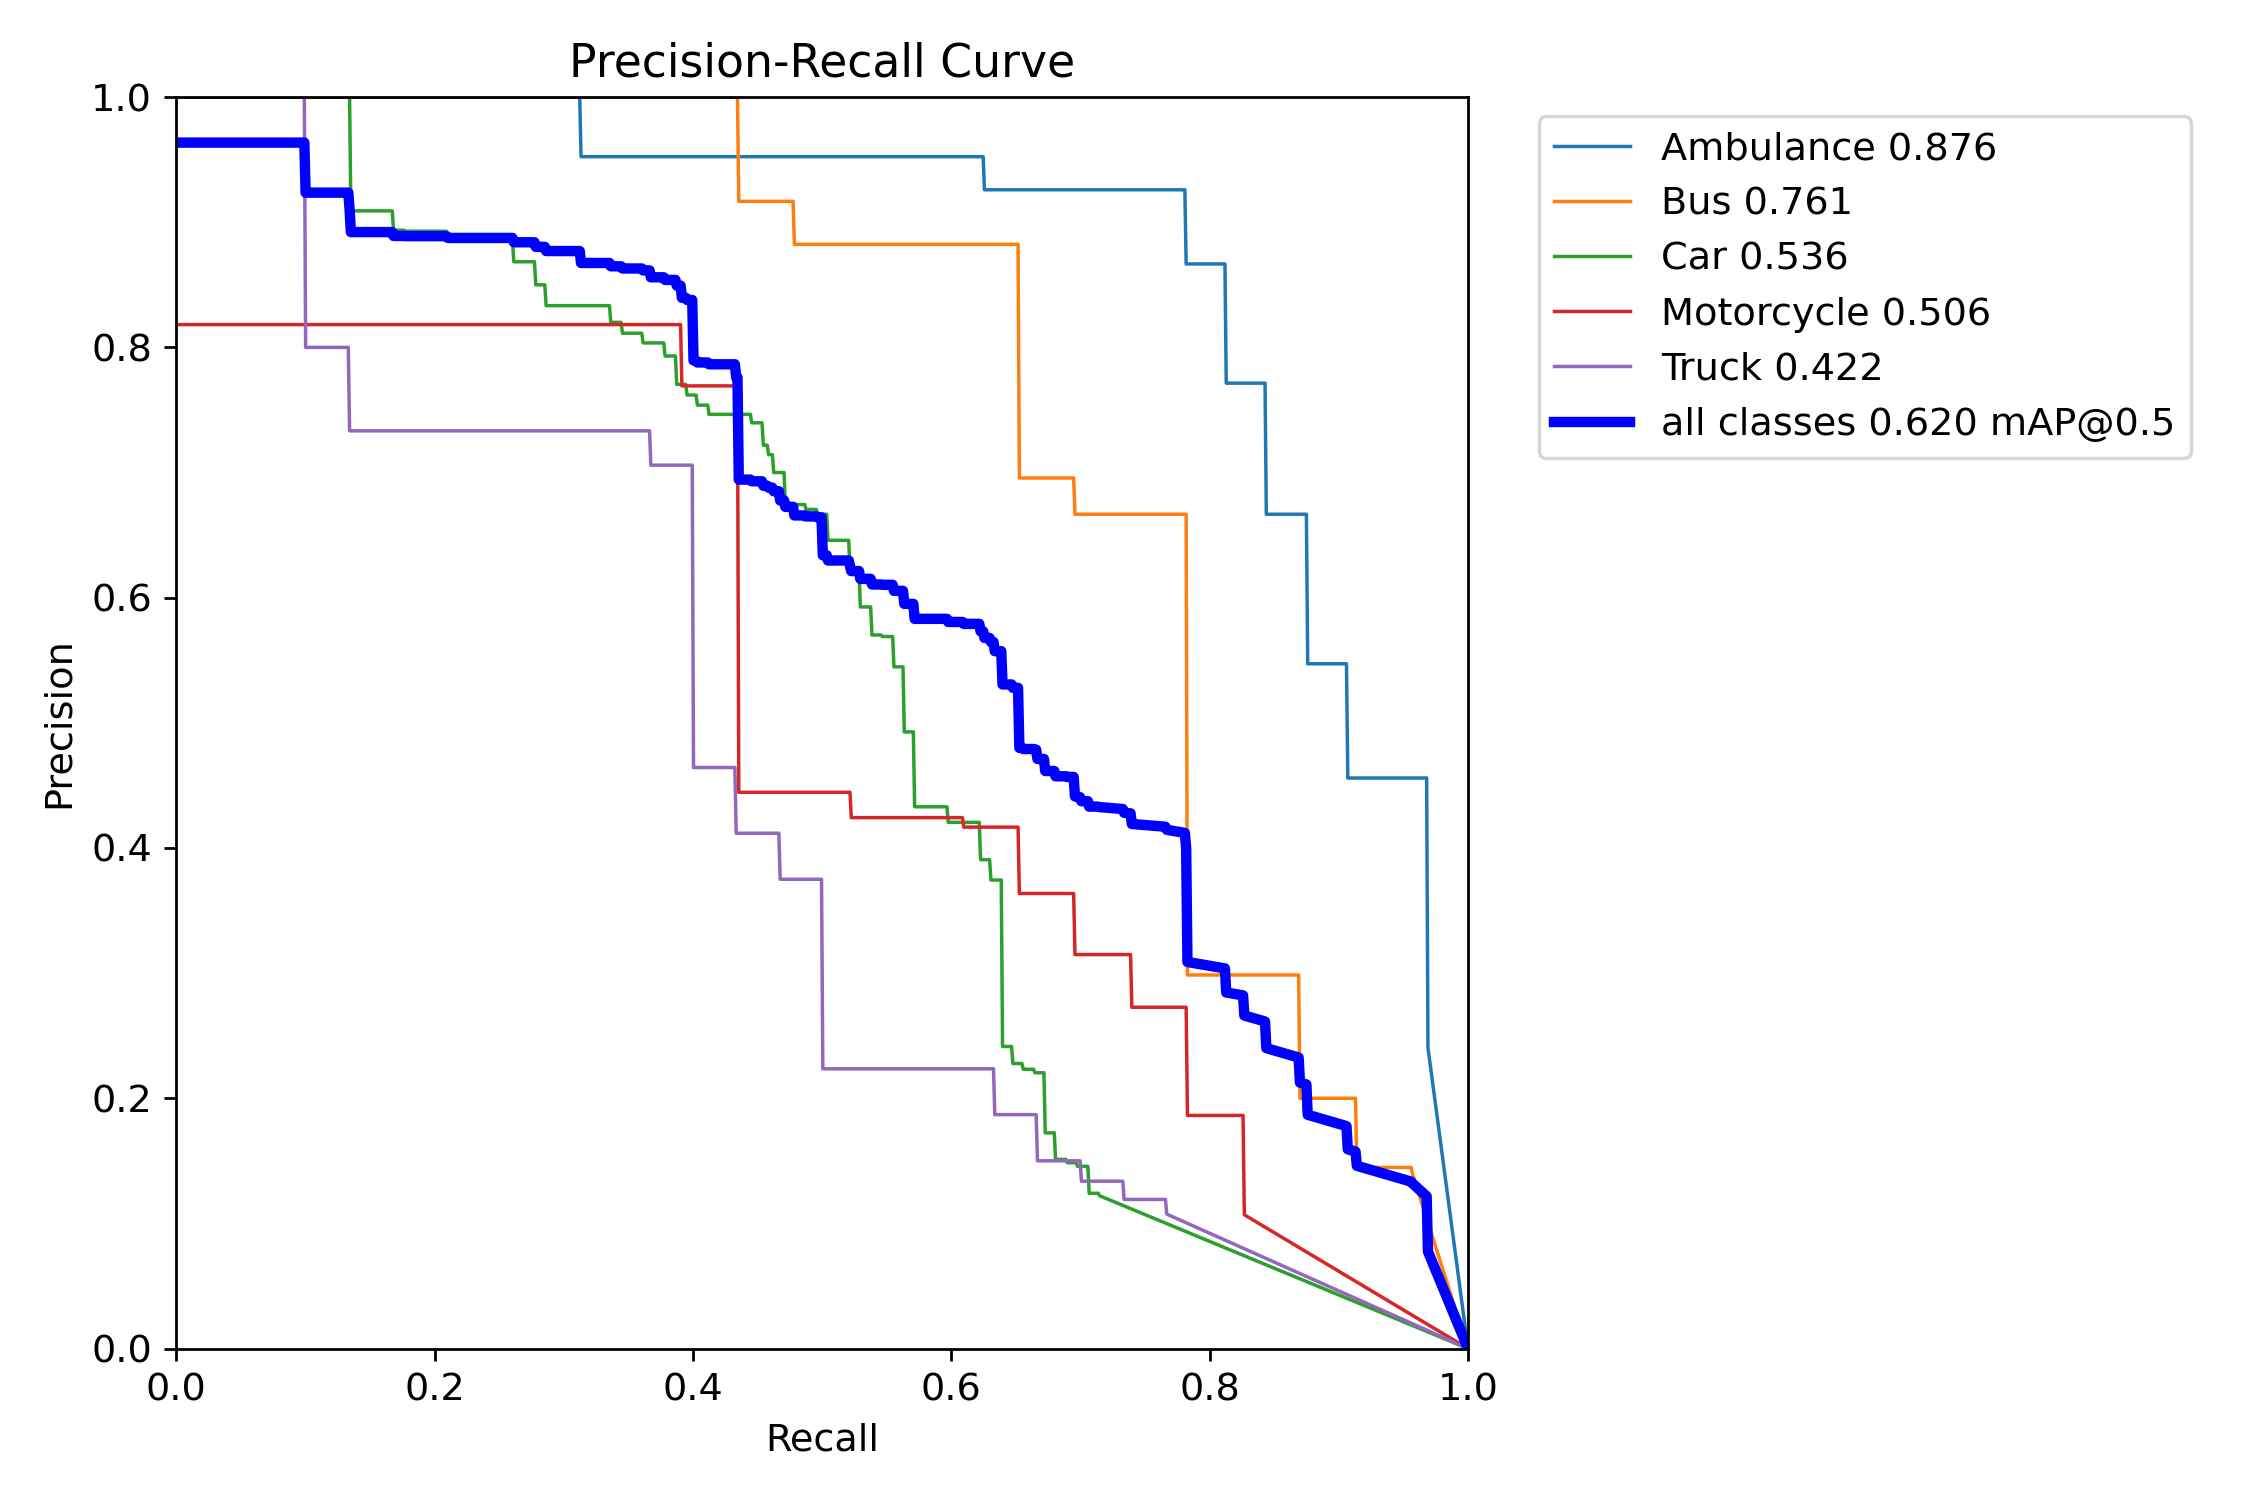 Precision-Recall Curve
1.0
0.8
0.6
0.4
0.2
0.0
Precision
0.0 0.2 0.4 0.6 0.8 1.0
Recall
Ambulance 0.876
Bus 0.761
Car 0.536
Motorcycle 0.506
Truck 0.422
all classes 0.620 mAP@0.5